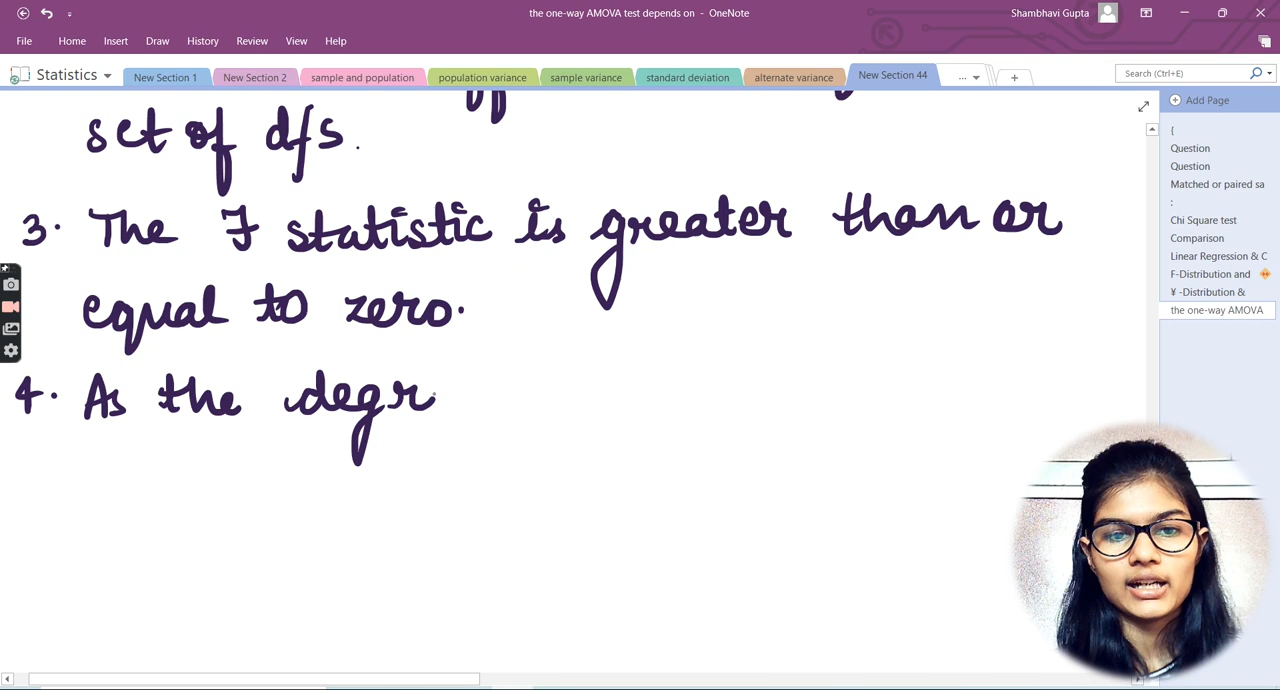 the one-way AMOVA test depends on - OneNote
Shambhavi Gupta
File Home Insert Draw History Review View Help
Statistics
New Section 1
New Section 2
sample and population
population variance
sample variance
standard deviation
alternate variance
New Section 44
...
Search (Ctrl+E)
set of dfs.
3. The F statistic is greater than or
equal to zero.
4. As the degr
Add Page
{
Question
Question
Matched or paired sa
:
Chi Square test
Comparison
Linear Regression & C
F-Distribution and
¥ -Distribution &
the one-way AMOVA